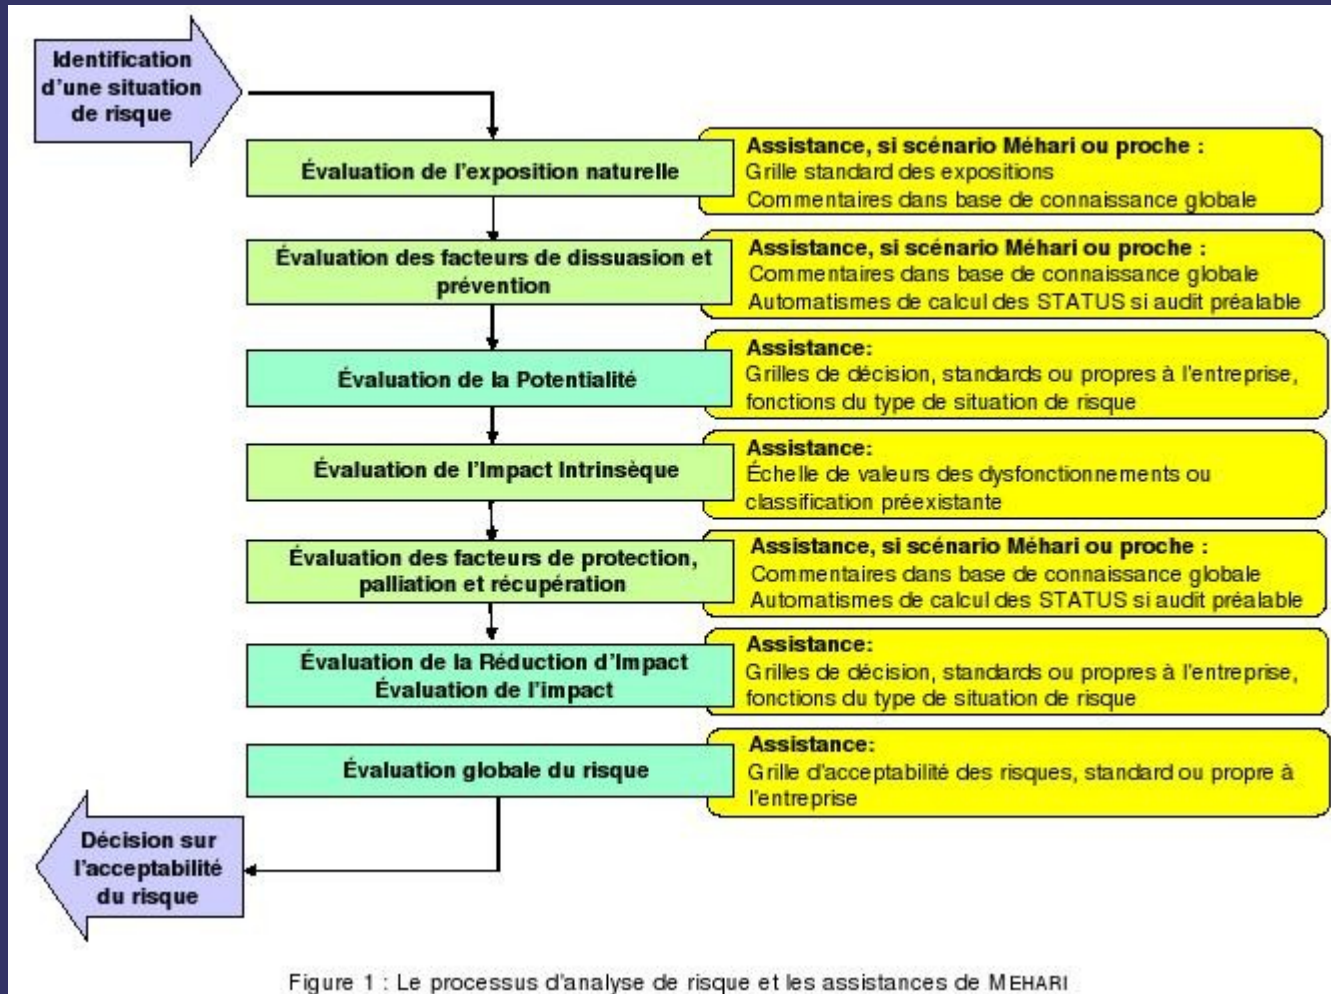 Identification
d'une situation
de risque
Évaluation de l'exposition naturelle
Assistance, si scénario Méhari ou proche :
Grille standard des expositions
Commentaires dans base de connaissance globale
Évaluation des facteurs de dissuasion et
prévention
Assistance, si scénario Méhari ou proche :
Commentaires dans base de connaissance globale
Automatismes de calcul des STATUS si audit préalable
Évaluation de la Potentialité
Assistance:
Grilles de décision, standards ou propres à l'entreprise,
fonctions du type de situation de risque
Évaluation de l'Impact Intrinsèque
Assistance:
Échelle de valeurs des dysfonctionnements ou
classification préexistante
Évaluation des facteurs de protection,
palliation et récupération
Assistance, si scénario Méhari ou proche :
Commentaires dans base de connaissance globale
Automatismes de calcul des STATUS si audit préalable
Évaluation de la Réduction d'Impact
Évaluation de l'impact
Assistance:
Grilles de décision, standards ou propres à l'entreprise,
fonctions du type de situation de risque
Évaluation globale du risque
Assistance:
Grille d'acceptabilité des risques, standard ou propre à
l'entreprise
Décision sur
l'acceptabilité
du risque
Figure 1 : Le processus d'analyse de risque et les assistances de MEHARI